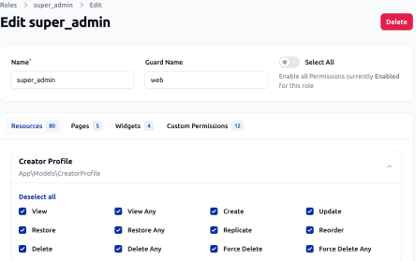 Roles > super_admin > Edit
Edit super_admin
Delete
Name* Guard Name Select All
super_admin web
Enable all Permissions currently Enabled
for this role
Resources 80 Pages 5 Widgets 4 Custom Permissions 12
Creator Profile
App\Models\CreatorProfile
Deselect all
View View Any Create Update
Restore Restore Any Replicate Reorder
Delete Delete Any Force Delete Force Delete Any